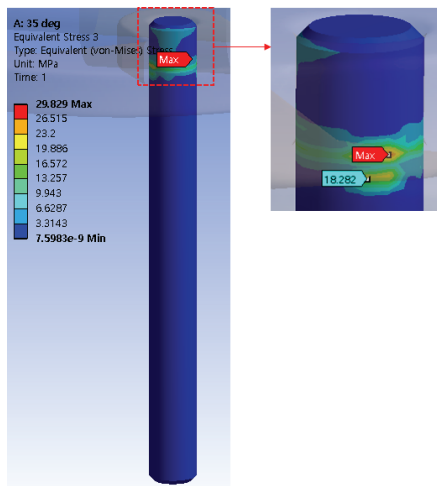 A: 35 deg
Equivalent Stress 3
Type: Equivalent (von-Mises) Stress
Unit: MPa
Time: 1
Max
29.829 Max
26.515
23.2
19.886
16.572
13.257
9.943
6.6287
3.3143
7.5983e-9 Min
Max
18.282